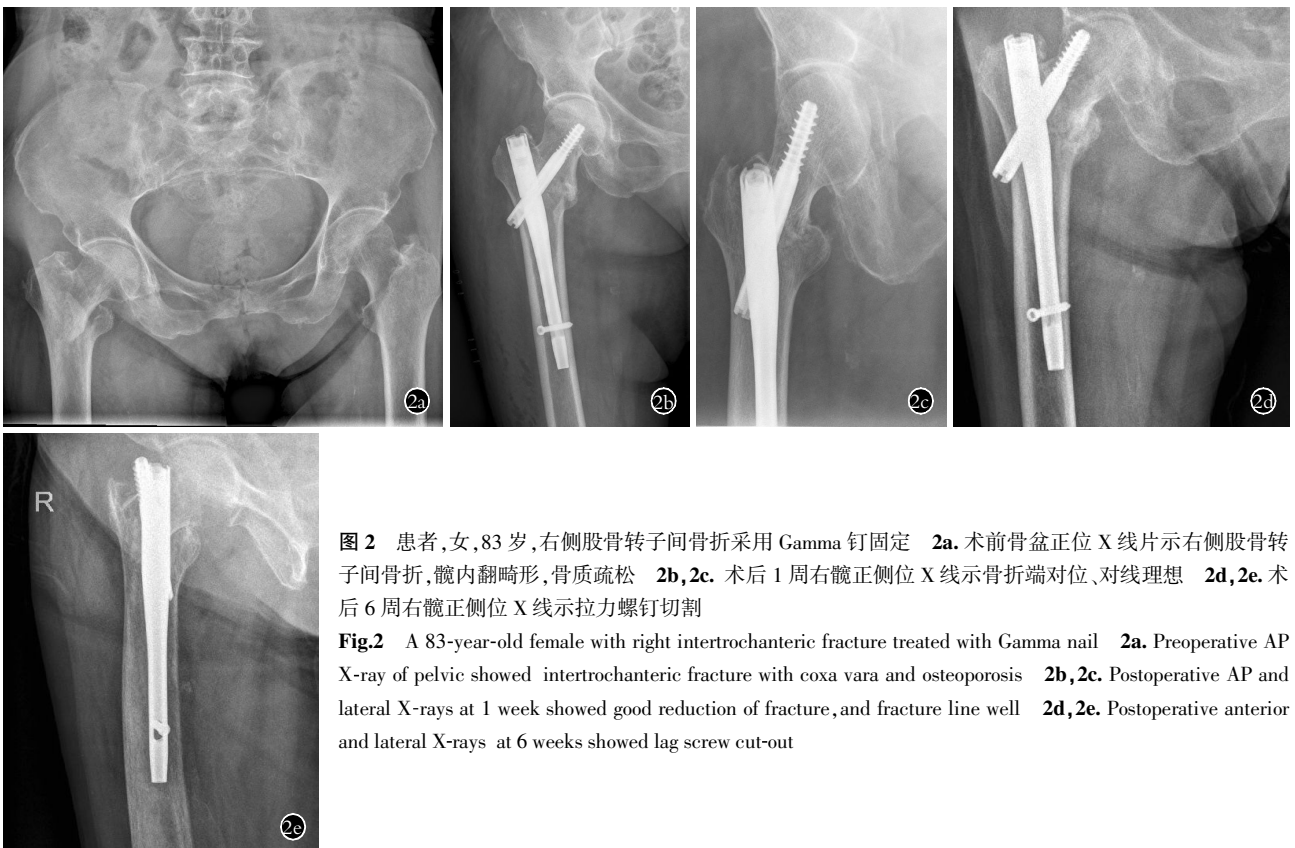 2a
2b
2c
2d
R
2e
图 2 患者,女,83 岁,右侧股骨转子间骨折采用 Gamma 钉固定 2a. 术前骨盆正位 X 线片示右侧股骨转
子间骨折,髋内翻畸形,骨质疏松 2b,2c. 术后 1 周右髋正侧位 X 线示骨折端对位、对线理想 2d,2e. 术
后 6 周右髋正侧位 X 线示拉力螺钉切割
Fig.2 A 83-year-old female with right intertrochanteric fracture treated with Gamma nail 2a. Preoperative AP
X-ray of pelvic showed intertrochanteric fracture with coxa vara and osteoporosis 2b,2c. Postoperative AP and
lateral X-rays at 1 week showed good reduction of fracture,and fracture line well 2d,2e. Postoperative anterior
and lateral X-rays at 6 weeks showed lag screw cut-out